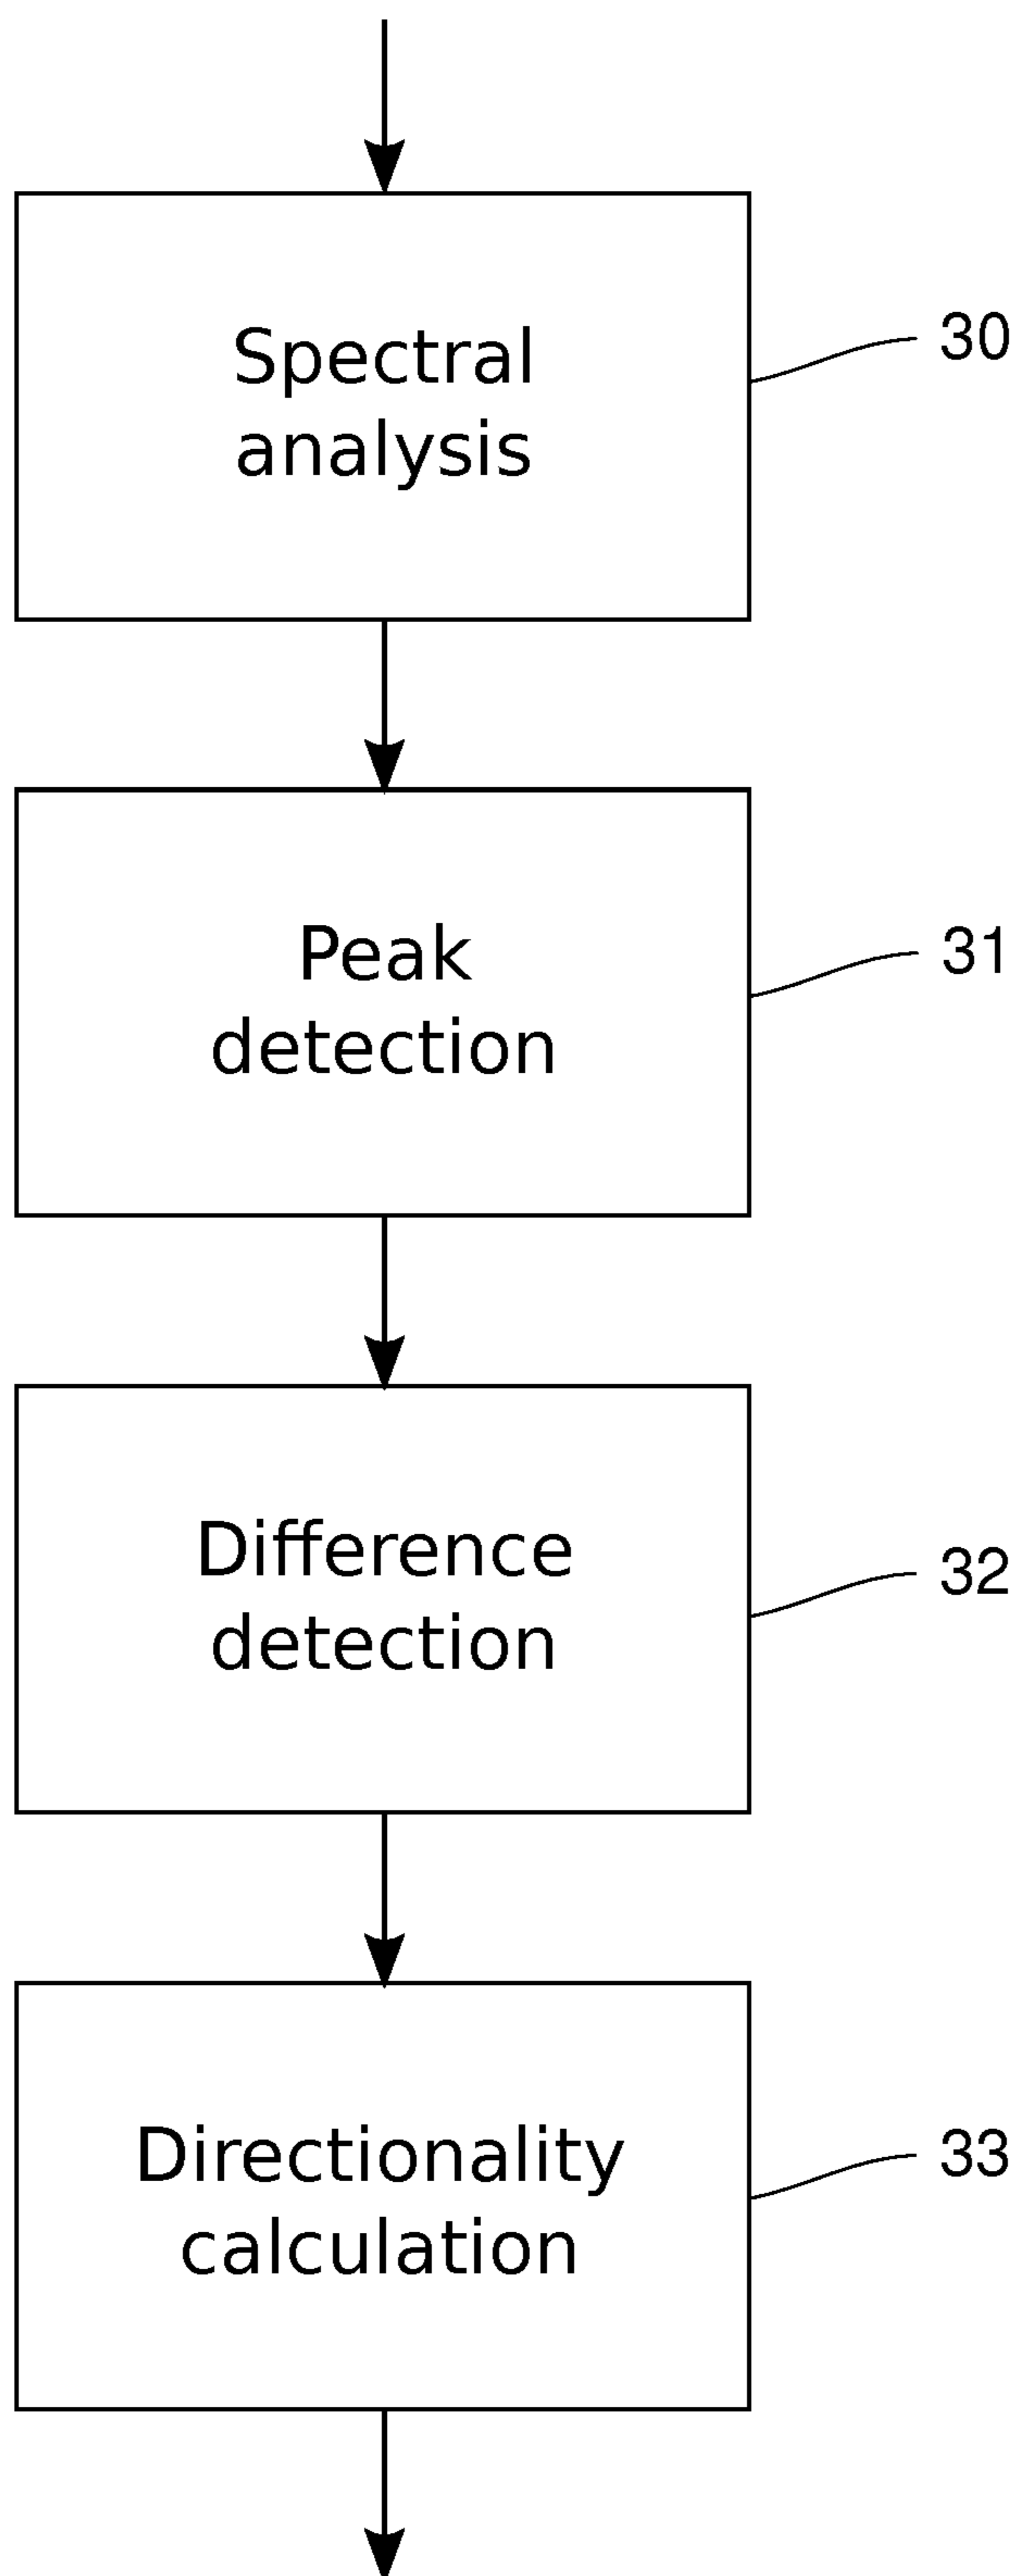 Spectral
analysis
30
Peak
detection
31
Difference
detection
32
Directionality
calculation
33